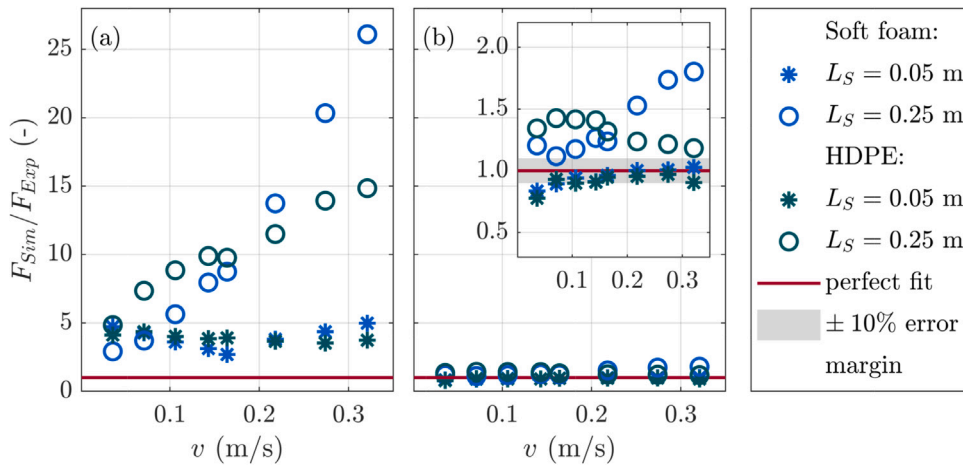 (a)
25
20
15
10
5
0
F_Sim/F_Exp (-)
0.1 0.2 0.3
v (m/s)
(b)
2.0
1.5
1.0
0.5
0.1 0.2 0.3
0.1 0.2 0.3
v (m/s)
Soft foam:
L_S = 0.05 m
L_S = 0.25 m
HDPE:
L_S = 0.05 m
L_S = 0.25 m
perfect fit
± 10% error
margin